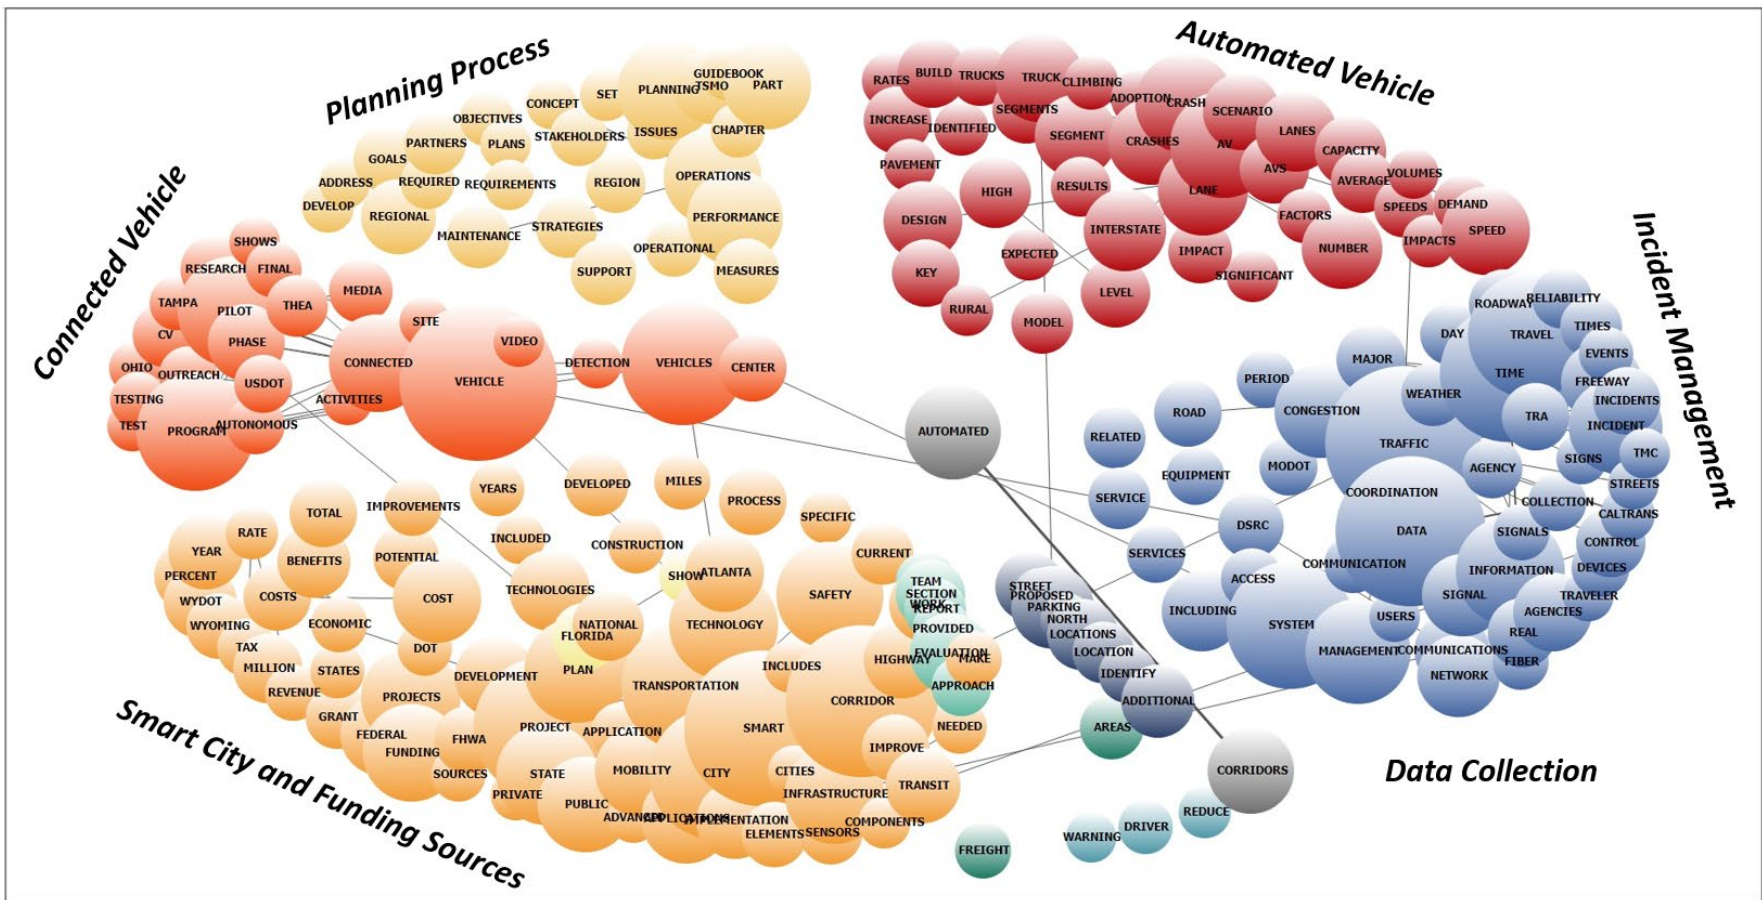 Planning Process
GUIDEBOOK
TSMO
PART
PLANNING
SET
CONCEPT
OBJECTIVES
STAKEHOLDERS
ISSUES
CHAPTER
PARTNERS
PLANS
GOALS
ADDRESS
REQUIRED
REQUIREMENTS
REGION
OPERATIONS
DEVELOP
REGIONAL
MAINTENANCE
STRATEGIES
PERFORMANCE
OPERATIONAL
SUPPORT
MEASURES
Automated Vehicle
RATES
BUILD
TRUCKS
TRUCK
CLIMBING
ADOPTION
CRASH
SCENARIO
SEGMENTS
INCREASE
IDENTIFIED
SEGMENT
CRASHES
AV
LANES
CAPACITY
PAVEMENT
HIGH
RESULTS
LANE
AVS
AVERAGE
VOLUMES
DESIGN
INTERSTATE
FACTORS
SPEEDS
DEMAND
SPEED
KEY
EXPECTED
IMPACT
NUMBER
IMPACTS
SIGNIFICANT
RURAL
LEVEL
MODEL
Connected Vehicle
SHOWS
RESEARCH
FINAL
TAMPA
PILOT
THEA
MEDIA
CV
PHASE
SITE
VIDEO
OHIO
OUTREACH
USDOT
CONNECTED
VEHICLE
DETECTION
VEHICLES
CENTER
TESTING
ACTIVITIES
TEST
PROGRAM
AUTONOMOUS
AUTOMATED
Incident Management
ROADWAY
RELIABILITY
DAY
TRAVEL
TIMES
MAJOR
TIME
EVENTS
PERIOD
WEATHER
FREEWAY
INCIDENTS
ROAD
CONGESTION
TRA
INCIDENT
RELATED
TRAFFIC
SIGNS
TMC
EQUIPMENT
MODOT
AGENCY
STREETS
SERVICE
COORDINATION
COLLECTION
CALTRANS
DSRC
DATA
SIGNALS
CONTROL
SERVICES
COMMUNICATION
INFORMATION
DEVICES
ACCESS
SIGNAL
TRAVELER
INCLUDING
SYSTEM
USERS
AGENCIES
REAL
MANAGEMENT
COMMUNICATIONS
FIBER
NETWORK
Data Collection
YEARS
DEVELOPED
MILES
PROCESS
SPECIFIC
IMPROVEMENTS
TOTAL
RATE
INCLUDED
CONSTRUCTION
CURRENT
YEAR
BENEFITS
POTENTIAL
PERCENT
COSTS
COST
TECHNOLOGIES
SHOW
ATLANTA
SAFETY
WYDOT
WYOMING
ECONOMIC
NATIONAL
FLORIDA
TECHNOLOGY
TAX
DOT
MILLION
STATES
DEVELOPMENT
PLAN
INCLUDES
HIGHWAY
REVENUE
PROJECTS
TRANSPORTATION
CORRIDOR
GRANT
FEDERAL
FHWA
PROJECT
APPLICATION
SMART
NEEDED
FUNDING
IMPROVE
SOURCES
STATE
MOBILITY
CITY
CITIES
TRANSIT
PRIVATE
PUBLIC
INFRASTRUCTURE
ADVANCED
APPLICATIONS
IMPLEMENTATION
ELEMENTS
SENSORS
COMPONENTS
Smart City and Funding Sources
TEAM
SECTION
WORK
REPORT
PROVIDED
EVALUATION
MAKE
APPROACH
STREET
PROPOSED
PARKING
NORTH
LOCATIONS
LOCATION
IDENTIFY
ADDITIONAL
AREAS
CORRIDORS
REDUCE
DRIVER
WARNING
FREIGHT